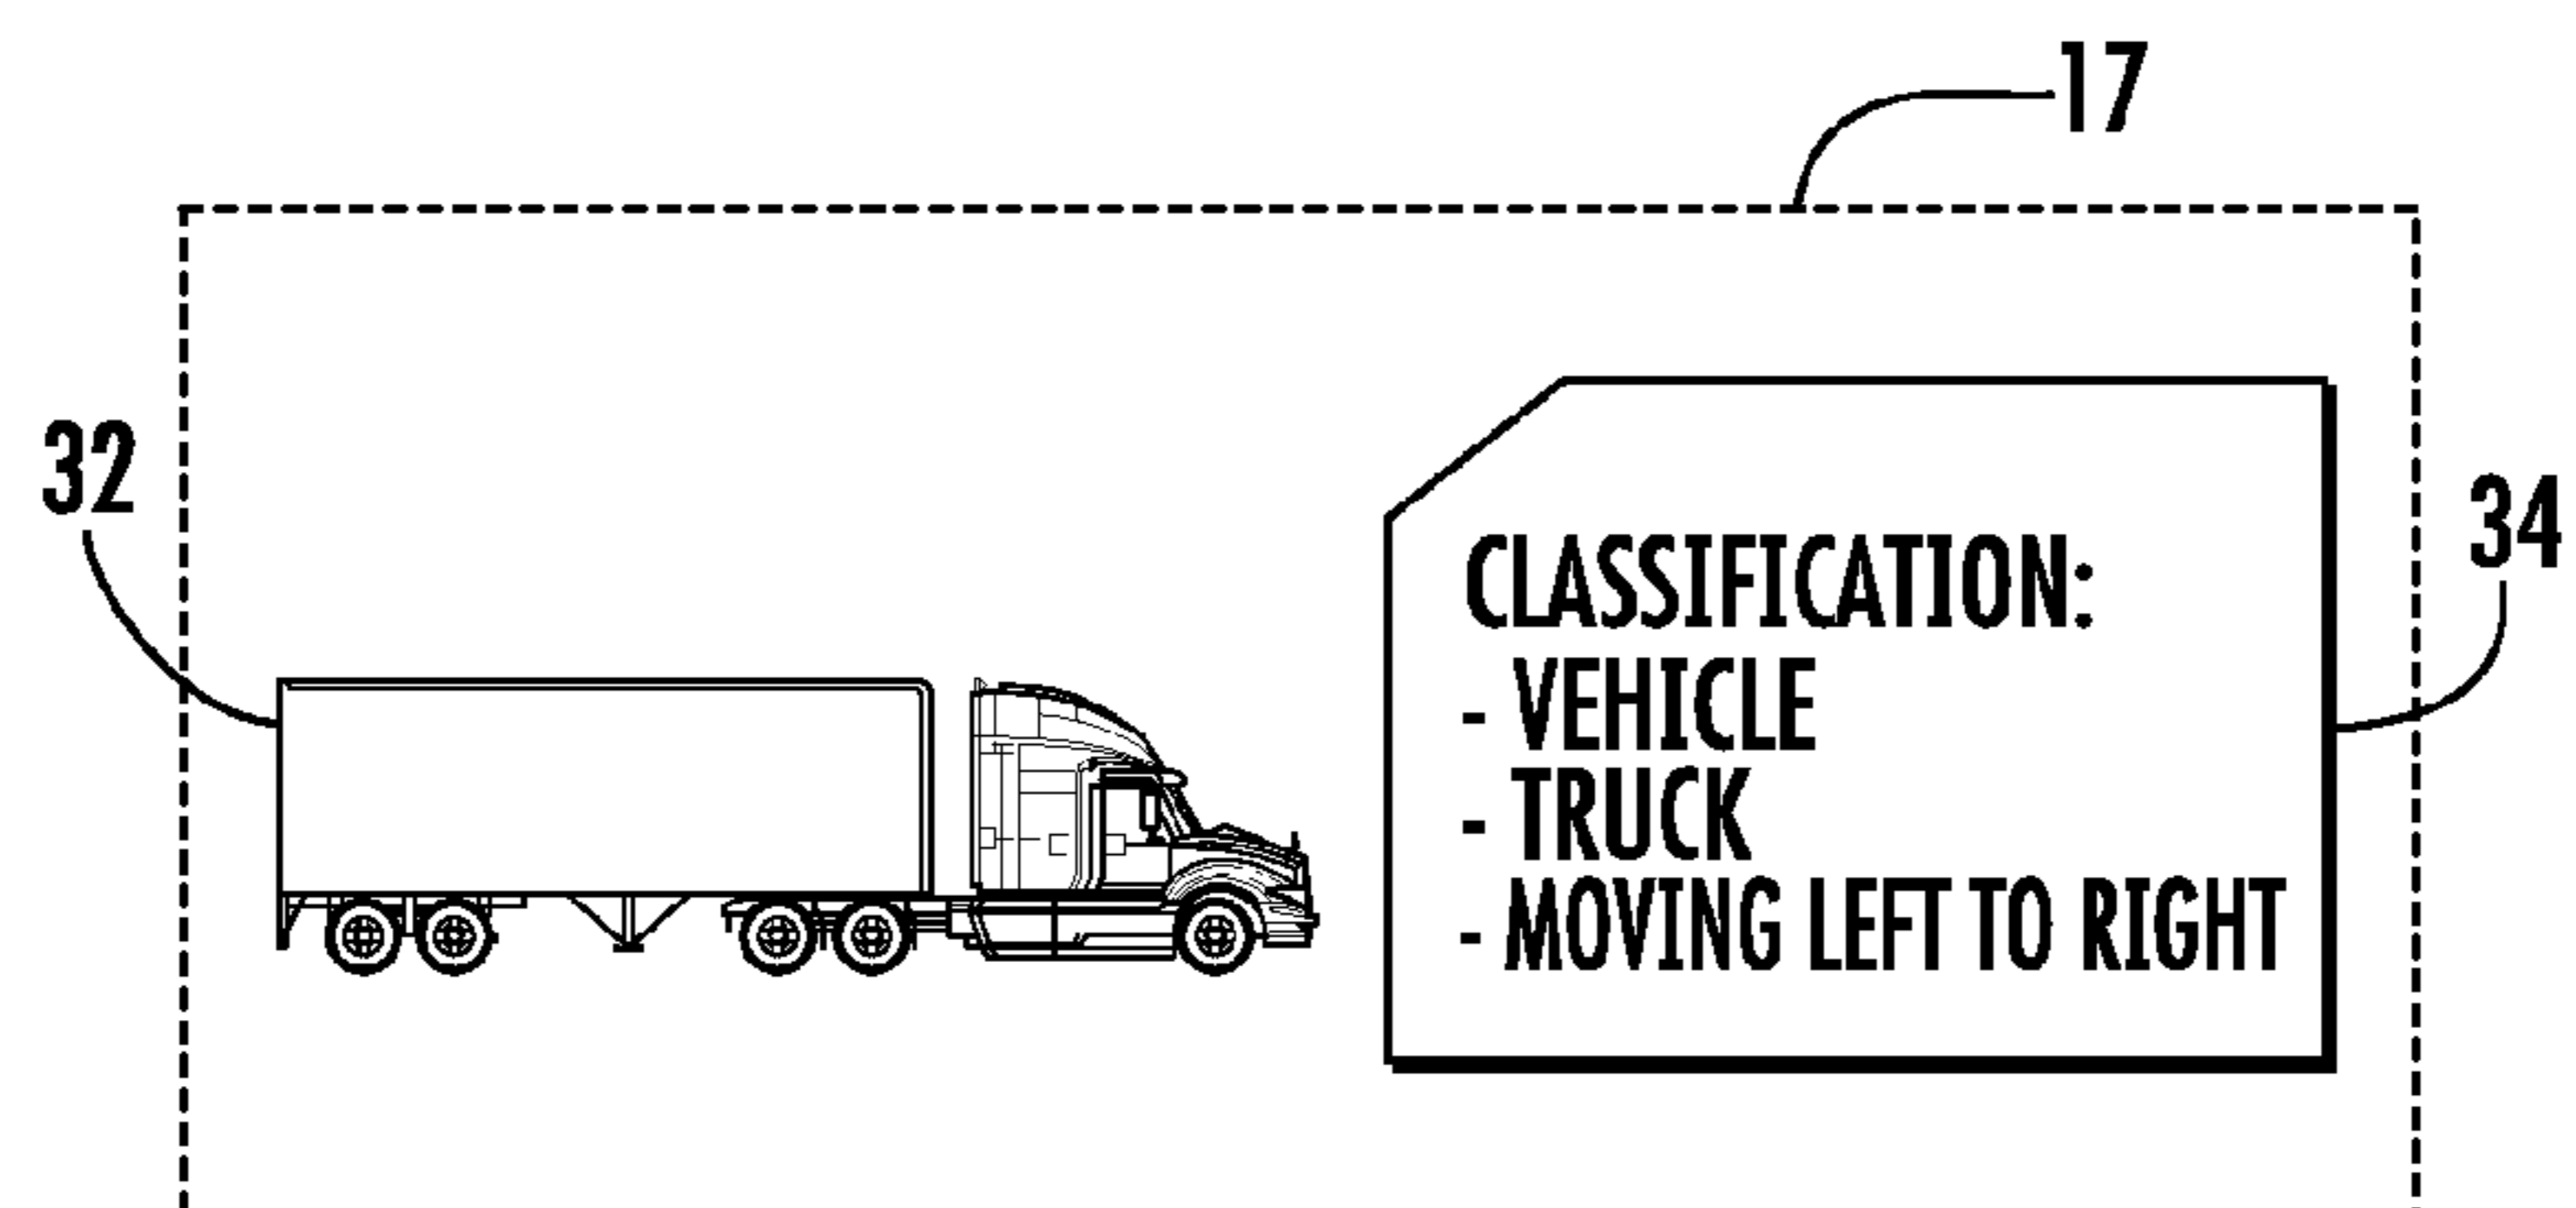 17
32
34
CLASSIFICATION:
- VEHICLE
- TRUCK
- MOVING LEFT TO RIGHT